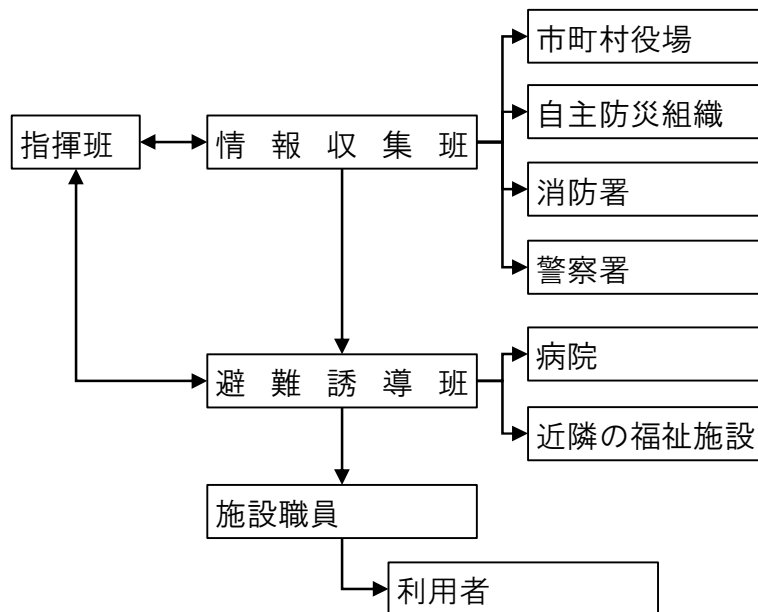 市町村役場
自主防災組織
指揮班
情報収集班
消防署
警察署
病院
避難誘導班
近隣の福祉施設
施設職員
利用者